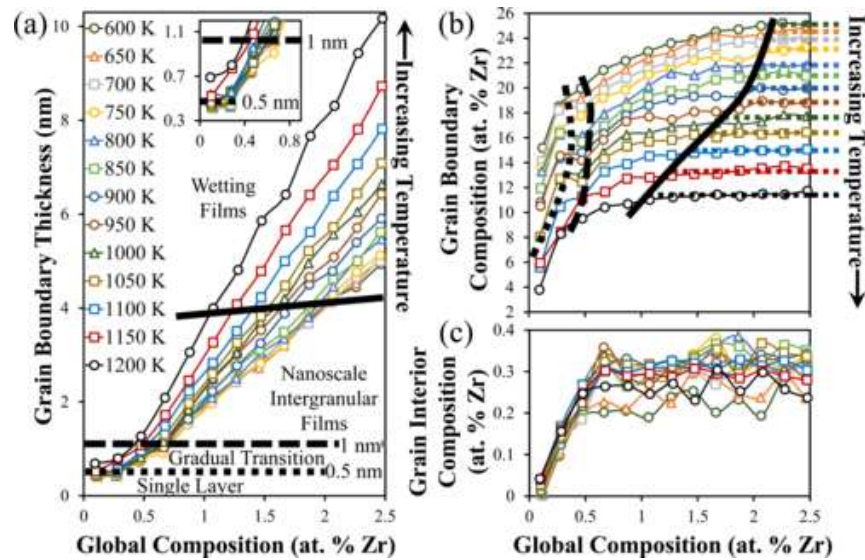 (a)
Grain Boundary Thickness (nm)
10
8
6
4
2
0
600 K
650 K
700 K
750 K
800 K
850 K
900 K
950 K
1000 K
1050 K
1100 K
1150 K
1200 K
1.1
0.7
0.3
0
0.4
0.8
1 nm
0.5 nm
Wetting
Films
Nanoscale
Intergranular
Films
1 nm
Gradual Transition
0.5 nm
Single Layer
0
0.5
1
1.5
2
2.5
Global Composition (at. % Zr)
Increasing Temperature
(b)
Grain Boundary
Composition (at. % Zr)
26
24
22
20
18
16
14
12
10
8
6
4
2
Increasing
Temperature
(c)
Grain Interior
Composition
(at. % Zr)
0.4
0.3
0.2
0.1
0
0
0.5
1
1.5
2
2.5
Global Composition (at. % Zr)